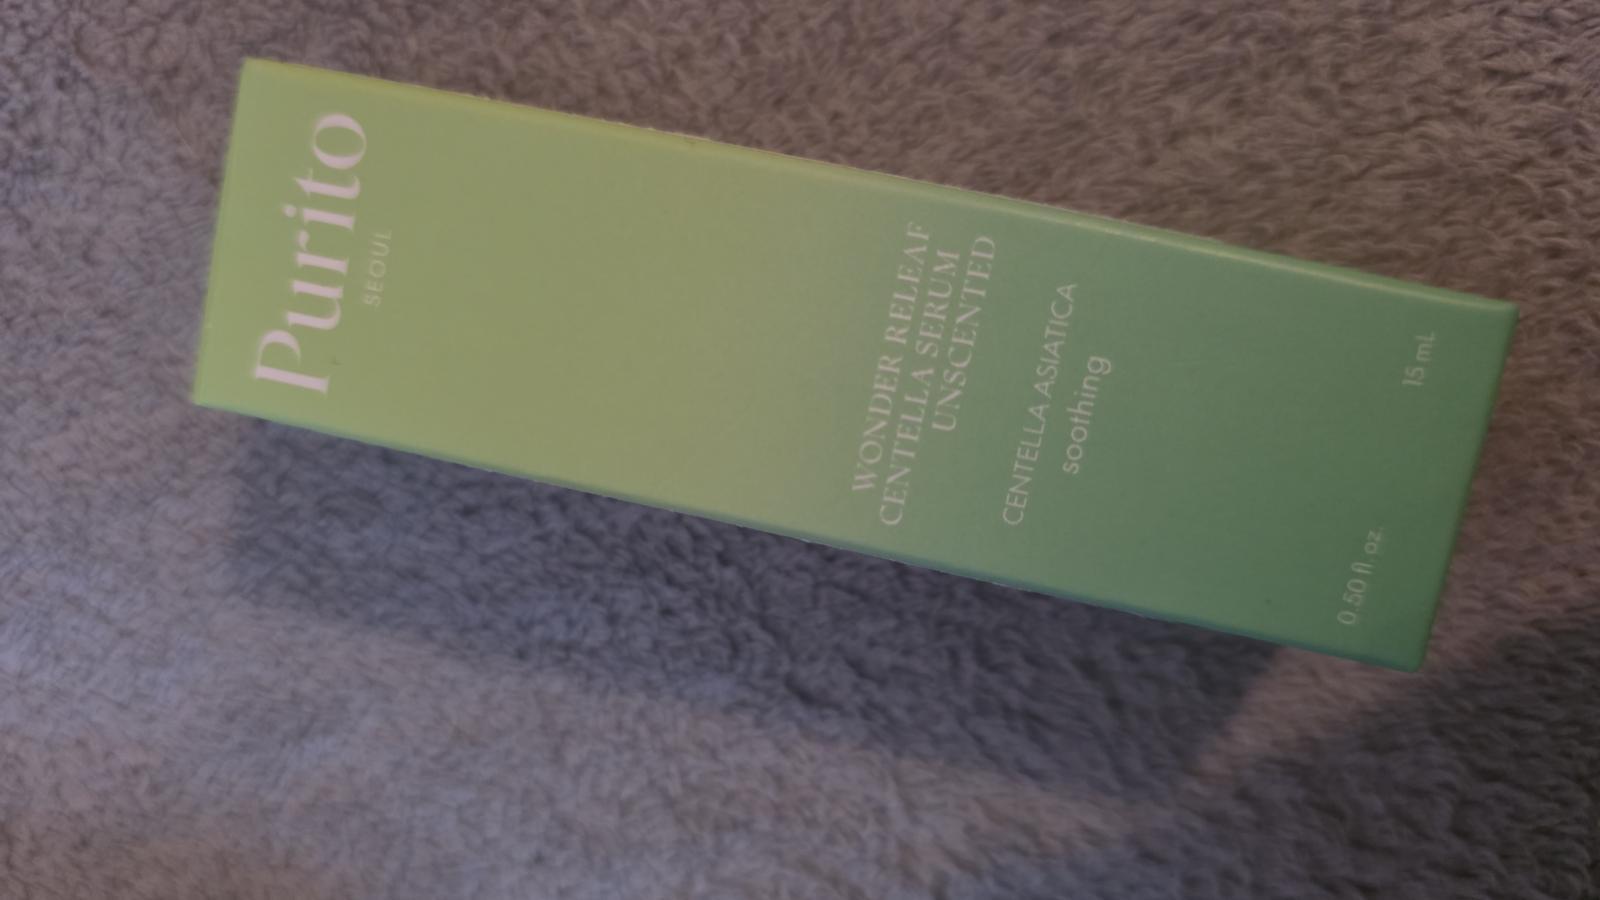 Purito
SEOUL
WONDER RELEAF
CENTELLA SERUM
UNSCENTED
CENTELLA ASIATICA
soothing
0.50 fl. oz.
15 mL